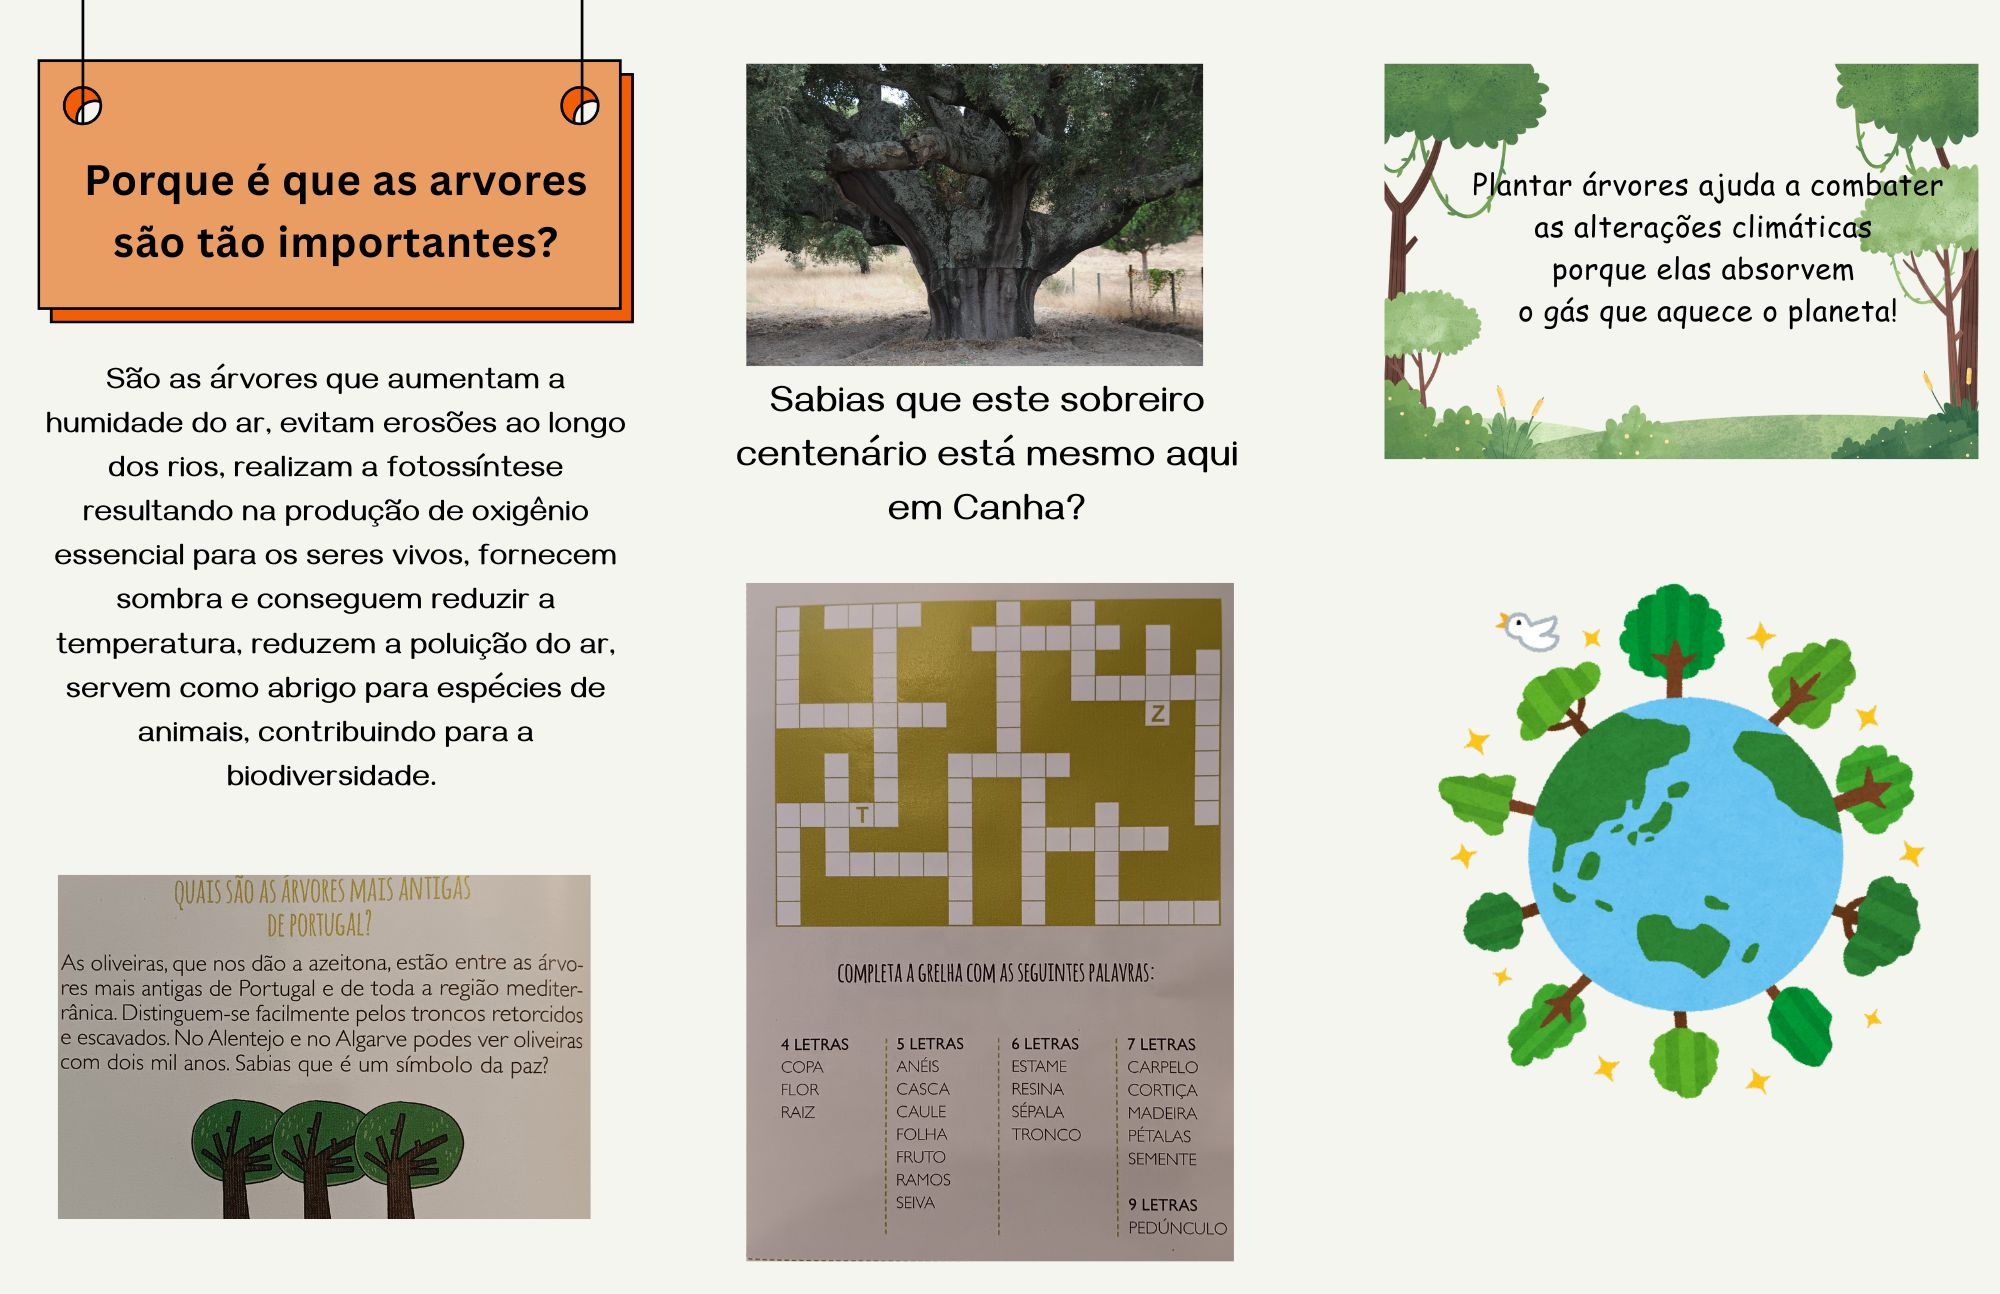 Porque é que as arvores
são tão importantes?
São as árvores que aumentam a
humidade do ar, evitam erosões ao longo
dos rios, realizam a fotossíntese
resultando na produção de oxigênio
essencial para os seres vivos, fornecem
sombra e conseguem reduzir a
temperatura, reduzem a poluição do ar,
servem como abrigo para espécies de
animais, contribuindo para a
biodiversidade.
QUAIS SÃO AS ÁRVORES MAIS ANTIGAS
DE PORTUGAL?
As oliveiras, que nos dão a azeitona, estão entre as árvo-
res mais antigas de Portugal e de toda a região mediter-
rânica. Distinguem-se facilmente pelos troncos retorcidos
e escavados. No Alentejo e no Algarve podes ver oliveiras
com dois mil anos. Sabias que é um símbolo da paz?
Sabias que este sobreiro
centenário está mesmo aqui
em Canha?
Z
T
COMPLETA A GRELHA COM AS SEGUINTES PALAVRAS:
4 LETRAS
COPA
FLOR
RAIZ
5 LETRAS
ANÉIS
CASCA
CAULE
FOLHA
FRUTO
RAMOS
SEIVA
6 LETRAS
ESTAME
RESINA
SÉPALA
TRONCO
7 LETRAS
CARPELO
CORTIÇA
MADEIRA
PÉTALAS
SEMENTE
9 LETRAS
PEDÚNCULO
Plantar árvores ajuda a combater
as alterações climáticas
porque elas absorvem
o gás que aquece o planeta!